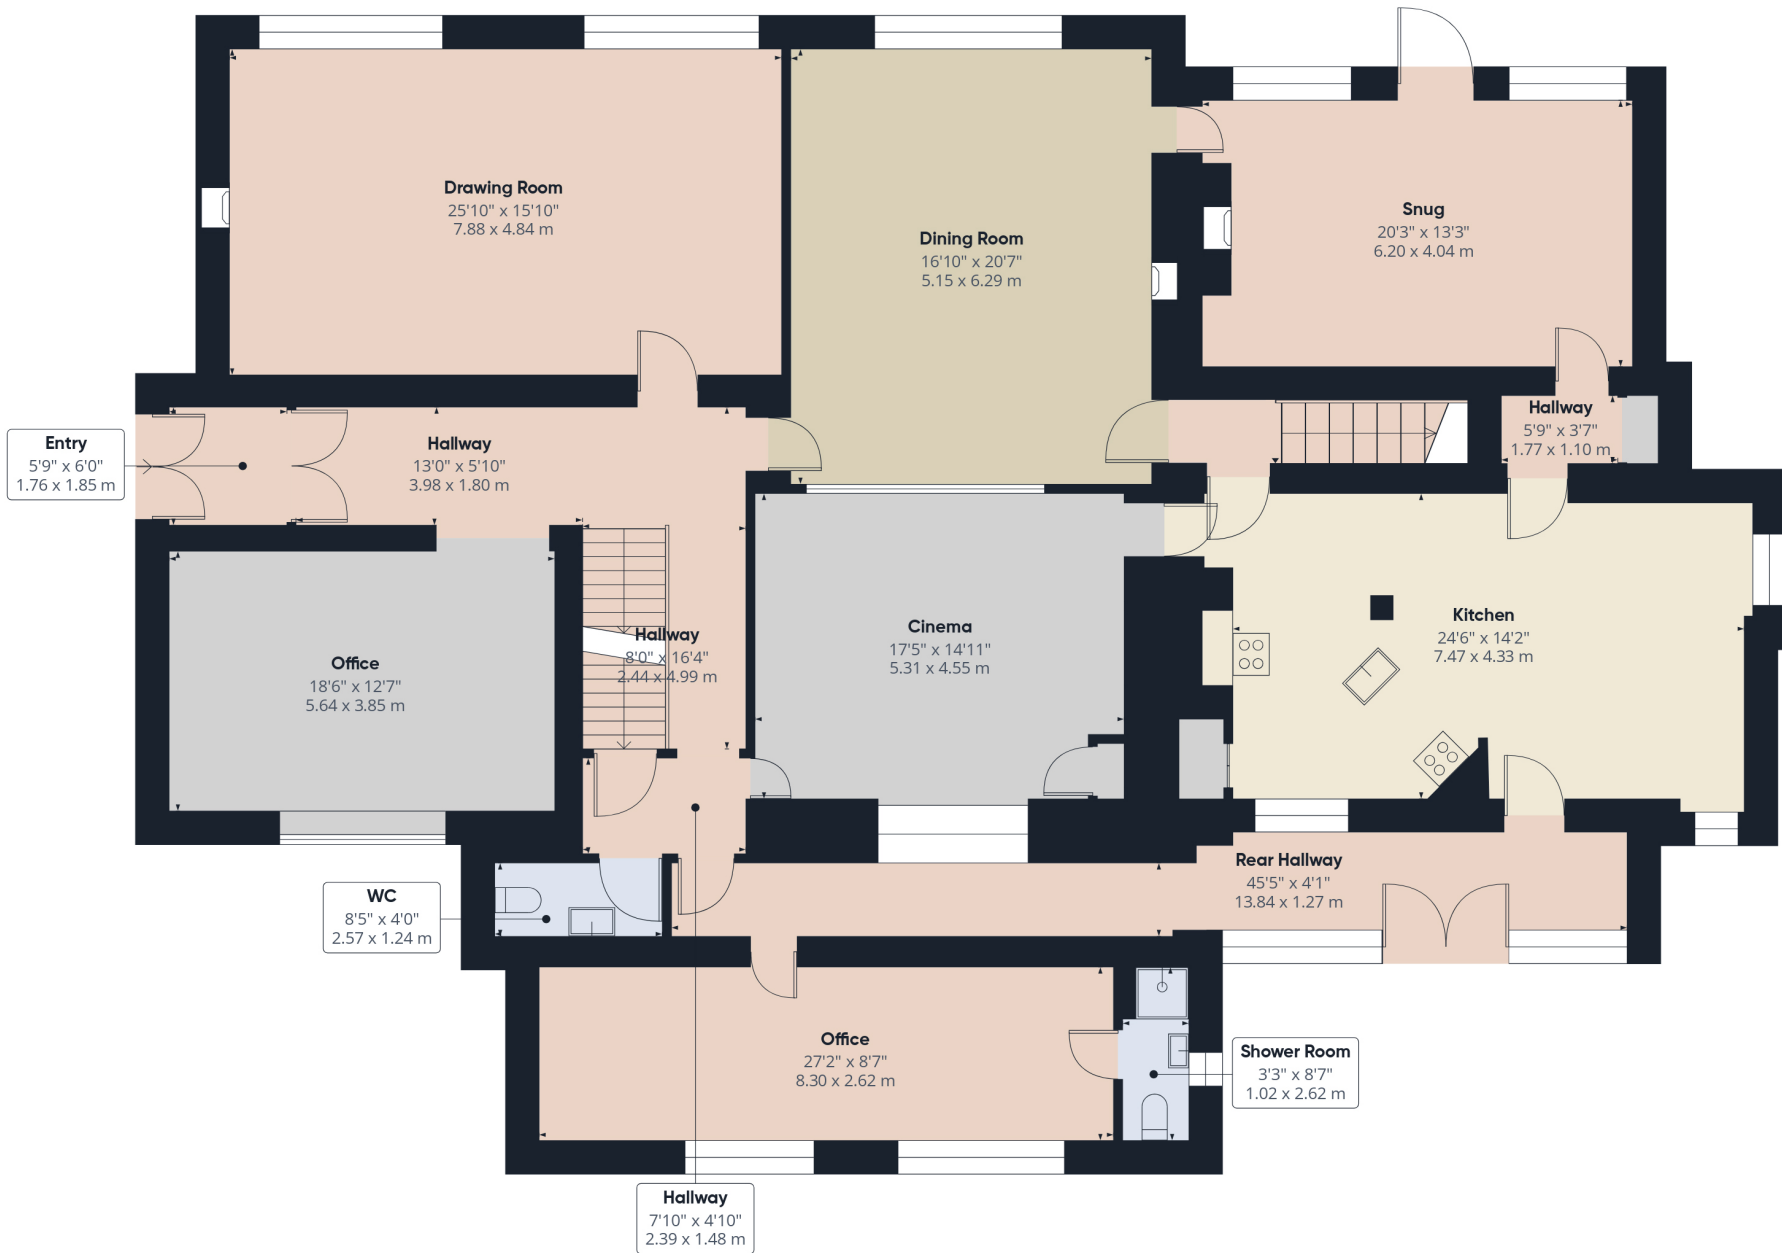 Drawing Room
25'10" x 15'10"
7.88 x 4.84 m
Dining Room
16'10" x 20'7"
5.15 x 6.29 m
Snug
20'3" x 13'3"
6.20 x 4.04 m
Entry
5'9" x 6'0"
1.76 x 1.85 m
Hallway
13'0" x 5'10"
3.98 x 1.80 m
Hallway
5'9" x 3'7"
1.77 x 1.10 m
Office
18'6" x 12'7"
5.64 x 3.85 m
Hallway
8'0" x 16'4"
2.44 x 4.99 m
Cinema
17'5" x 14'11"
5.31 x 4.55 m
Kitchen
24'6" x 14'2"
7.47 x 4.33 m
WC
8'5" x 4'0"
2.57 x 1.24 m
Rear Hallway
45'5" x 4'1"
13.84 x 1.27 m
Office
27'2" x 8'7"
8.30 x 2.62 m
Shower Room
3'3" x 8'7"
1.02 x 2.62 m
Hallway
7'10" x 4'10"
2.39 x 1.48 m